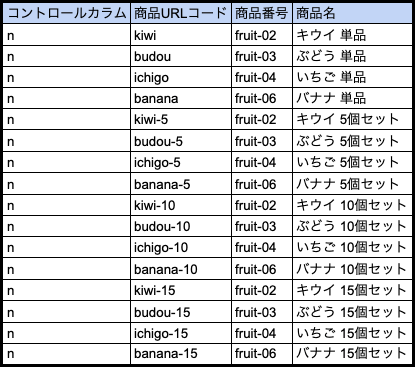 コントロールカラム 商品URLコード 商品番号 商品名
n kiwi fruit-02 キウイ 単品
n budou fruit-03 ぶどう 単品
n ichigo fruit-04 いちご 単品
n banana fruit-06 バナナ 単品
n kiwi-5 fruit-02 キウイ 5個セット
n budou-5 fruit-03 ぶどう 5個セット
n ichigo-5 fruit-04 いちご 5個セット
n banana-5 fruit-06 バナナ 5個セット
n kiwi-10 fruit-02 キウイ 10個セット
n budou-10 fruit-03 ぶどう 10個セット
n ichigo-10 fruit-04 いちご 10個セット
n banana-10 fruit-06 バナナ 10個セット
n kiwi-15 fruit-02 キウイ 15個セット
n budou-15 fruit-03 ぶどう 15個セット
n ichigo-15 fruit-04 いちご 15個セット
n banana-15 fruit-06 バナナ 15個セット